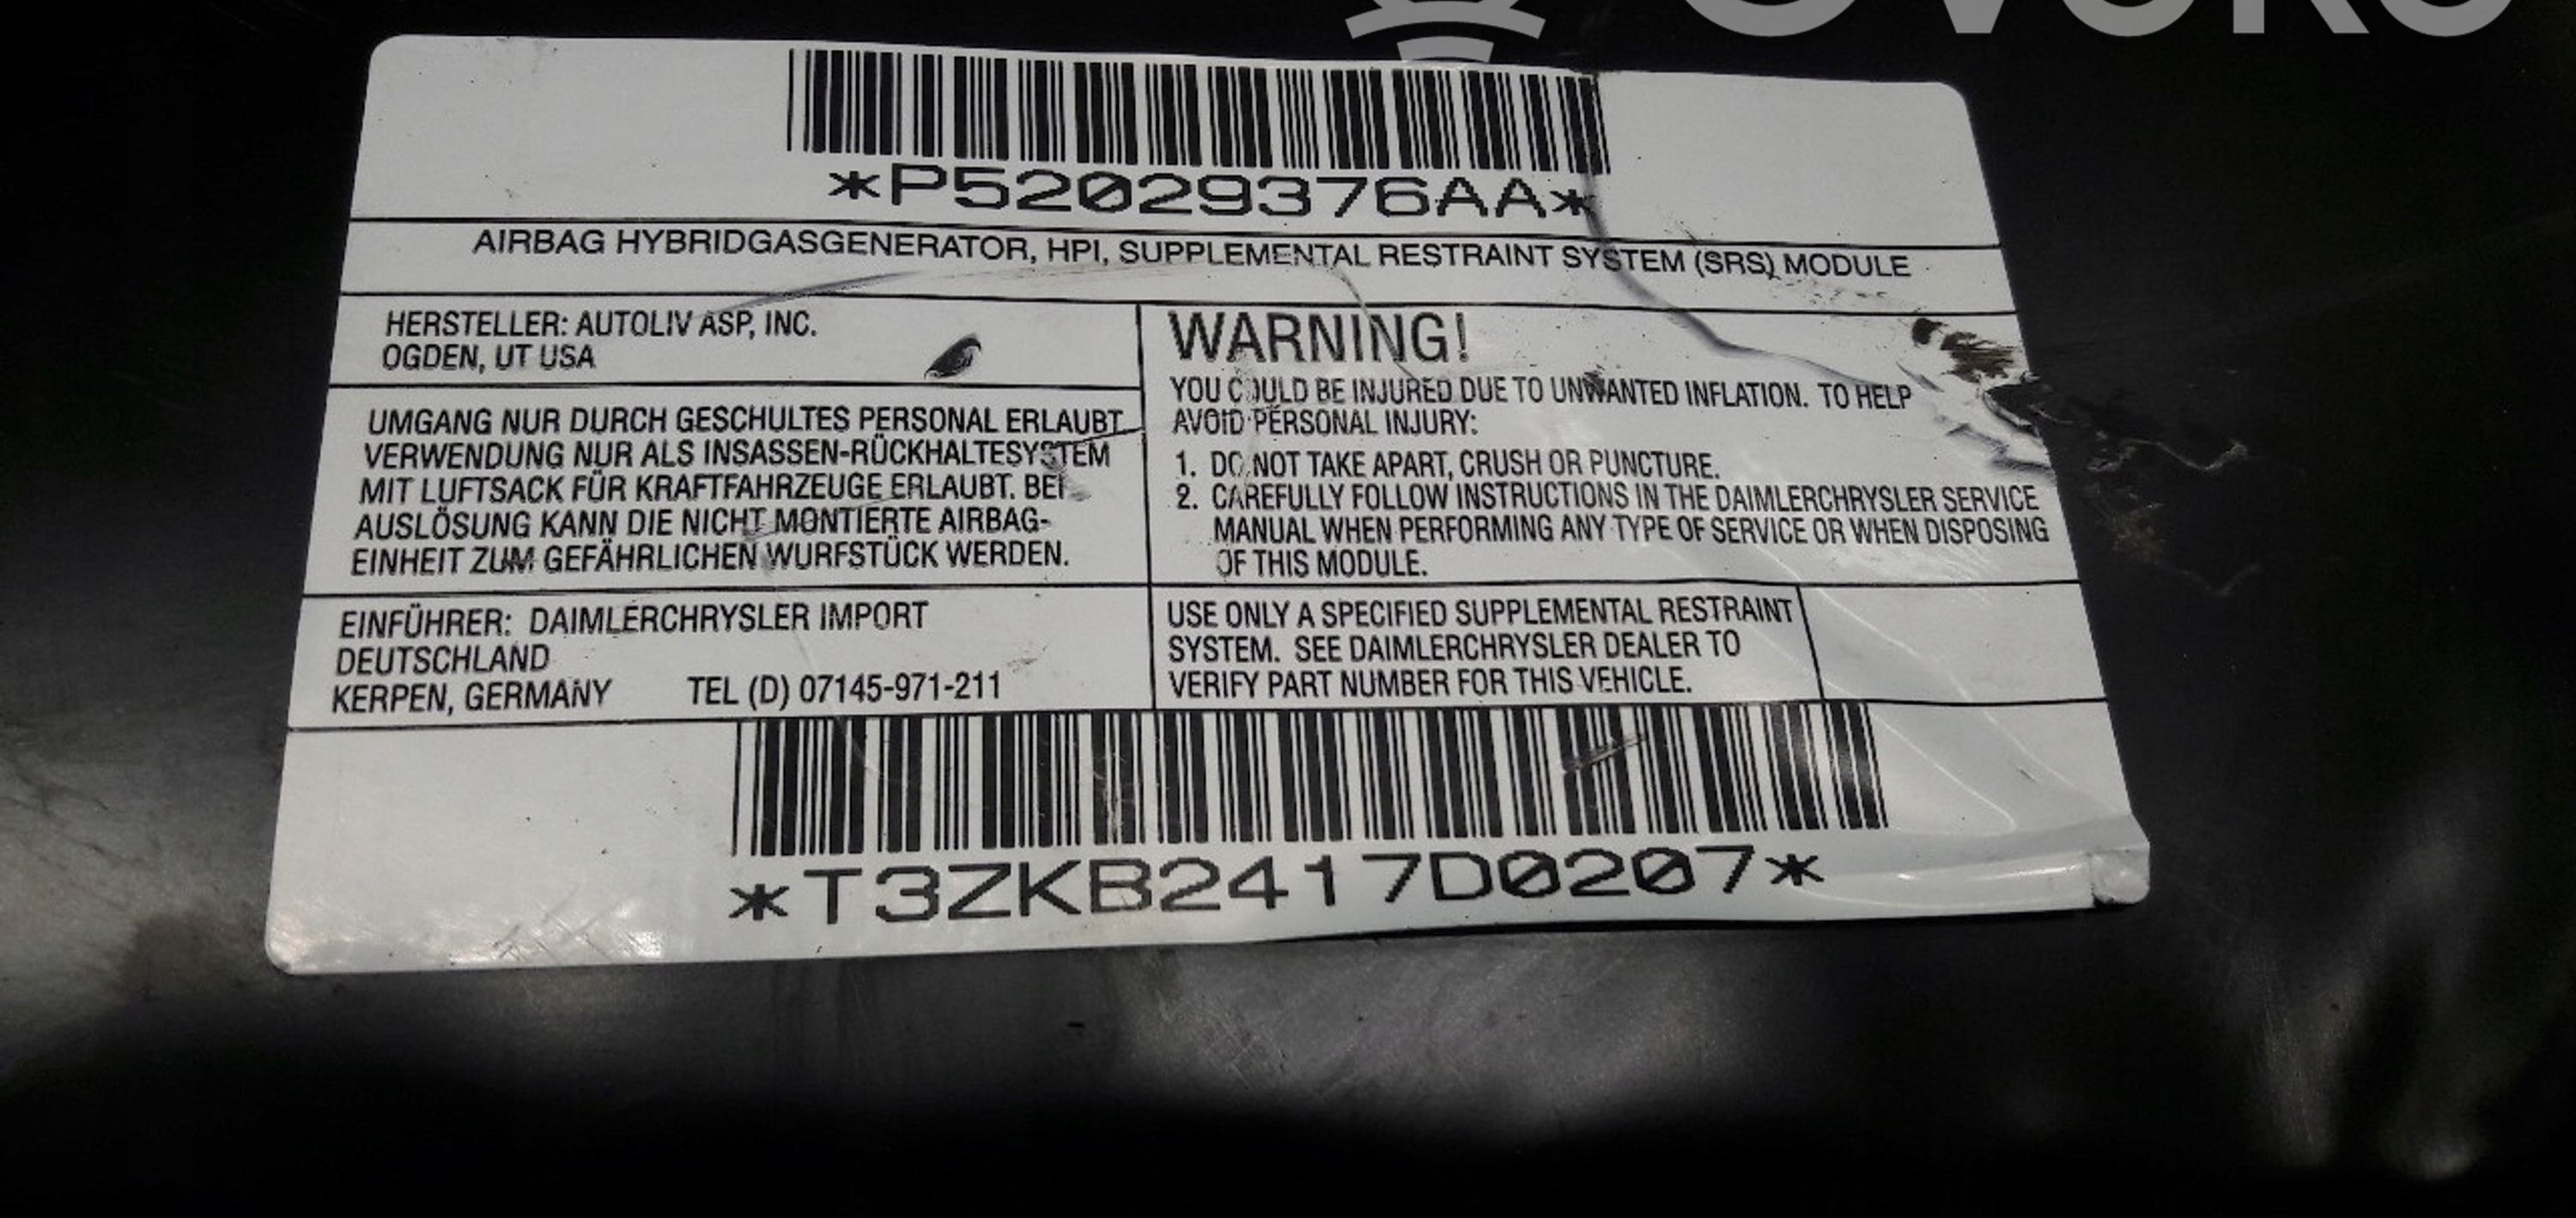 *P52029376AA*
AIRBAG HYBRIDGASGENERATOR, HPI, SUPPLEMENTAL RESTRAINT SYSTEM (SRS) MODULE
HERSTELLER: AUTOLIV ASP, INC.
OGDEN, UT USA
UMGANG NUR DURCH GESCHULTES PERSONAL ERLAUBT
VERWENDUNG NUR ALS INSASSEN-RÜCKHALTESYSTEM
MIT LUFTSACK FÜR KRAFTFAHRZEUGE ERLAUBT. BEI
AUSLÖSUNG KANN DIE NICHT MONTIERTE AIRBAG-
EINHEIT ZUM GEFÄHRLICHEN WURFSTÜCK WERDEN.
EINFÜHRER: DAIMLERCHRYSLER IMPORT
DEUTSCHLAND
KERPEN, GERMANY TEL (D) 07145-971-211
WARNING!
YOU COULD BE INJURED DUE TO UNWANTED INFLATION. TO HELP
AVOID PERSONAL INJURY:
1. DO NOT TAKE APART, CRUSH OR PUNCTURE.
2. CAREFULLY FOLLOW INSTRUCTIONS IN THE DAIMLERCHRYSLER SERVICE
MANUAL WHEN PERFORMING ANY TYPE OF SERVICE OR WHEN DISPOSING
OF THIS MODULE.
USE ONLY A SPECIFIED SUPPLEMENTAL RESTRAINT
SYSTEM. SEE DAIMLERCHRYSLER DEALER TO
VERIFY PART NUMBER FOR THIS VEHICLE.
*T3ZKB2417D0207*